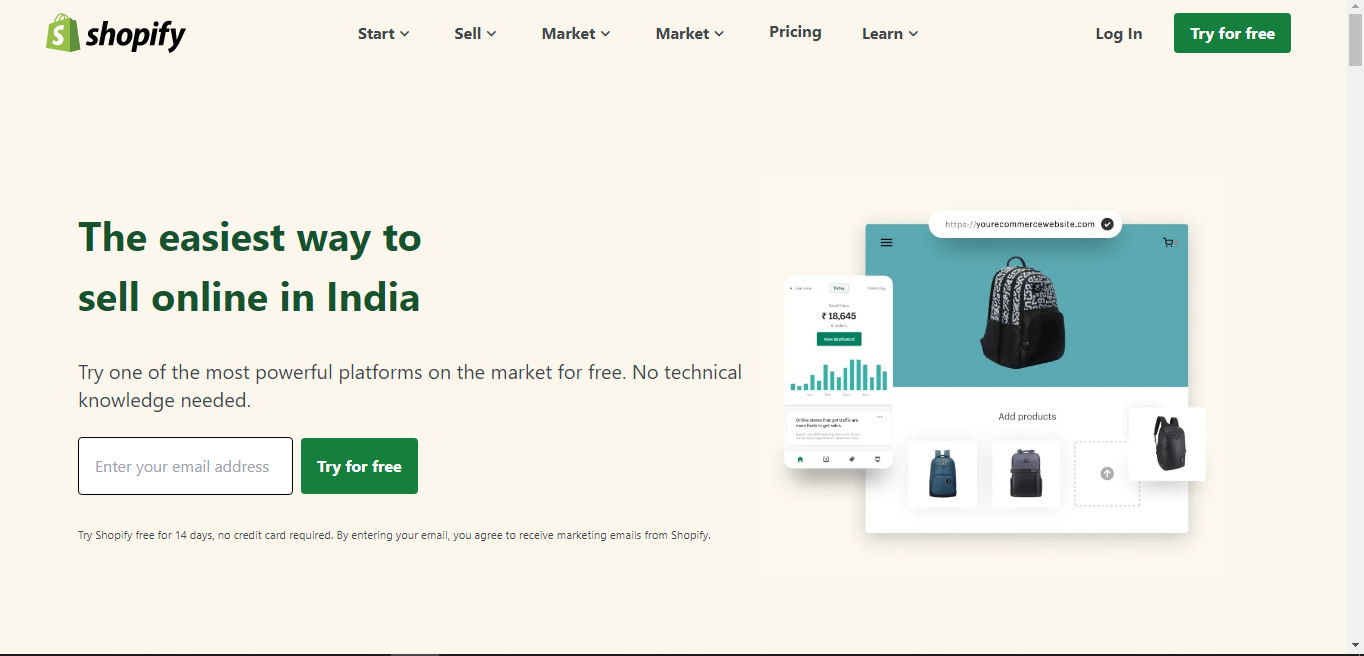 shopify
Start
Sell
Market
Market
Pricing
Learn
Log In
Try for free
The easiest way to
sell online in India
Try one of the most powerful platforms on the market for free. No technical
knowledge needed.
Enter your email address
Try for free
Try Shopify free for 14 days, no credit card required. By entering your email, you agree to receive marketing emails from Shopify.
https://yourecommercewebsite.com
Live view
Today
Yesterday
Total Sales
₹ 18,645
View dashboard
Online stores that get traffic are
more likely to get sales.
Add products